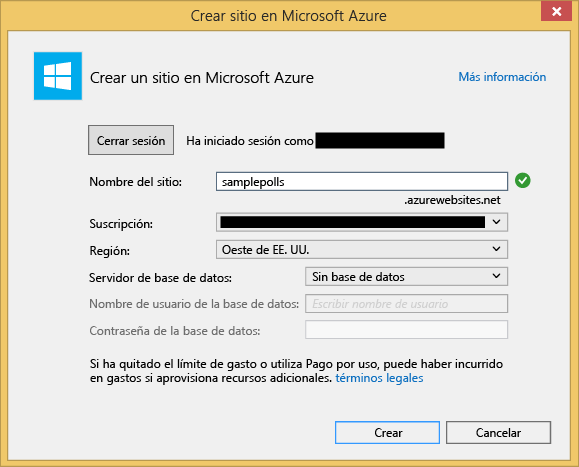 Crear sitio en Microsoft Azure
Crear un sitio en Microsoft Azure
Más información
Cerrar sesión
Ha iniciado sesión como
Nombre del sitio:
samplepolls
.azurewebsites.net
Suscripción:
Región:
Oeste de EE. UU.
Servidor de base de datos:
Sin base de datos
Nombre de usuario de la base de datos:
Escribir nombre de usuario
Contraseña de la base de datos:
Si ha quitado el límite de gasto o utiliza Pago por uso, puede haber incurrido
en gastos si aprovisiona recursos adicionales. términos legales
Crear
Cancelar